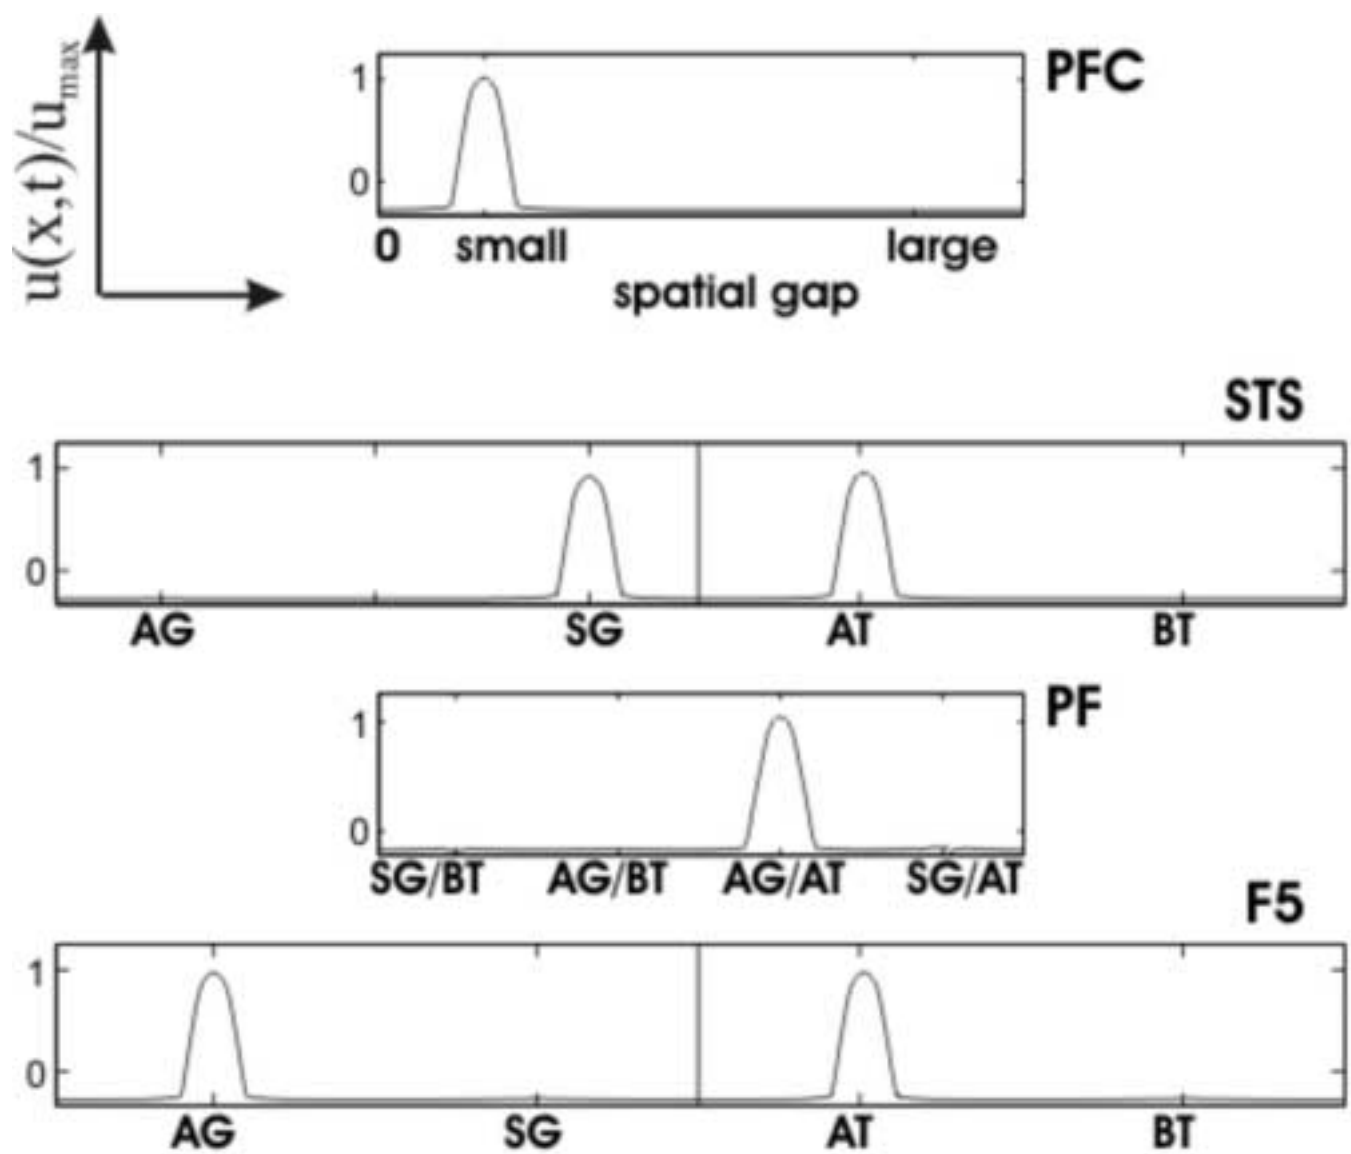 u(x,t)/u_max
PFC
1
0
0 small large
spatial gap
STS
1
0
AG SG AT BT
PF
1
0
SG/BT AG/BT AG/AT SG/AT
F5
1
0
AG SG AT BT